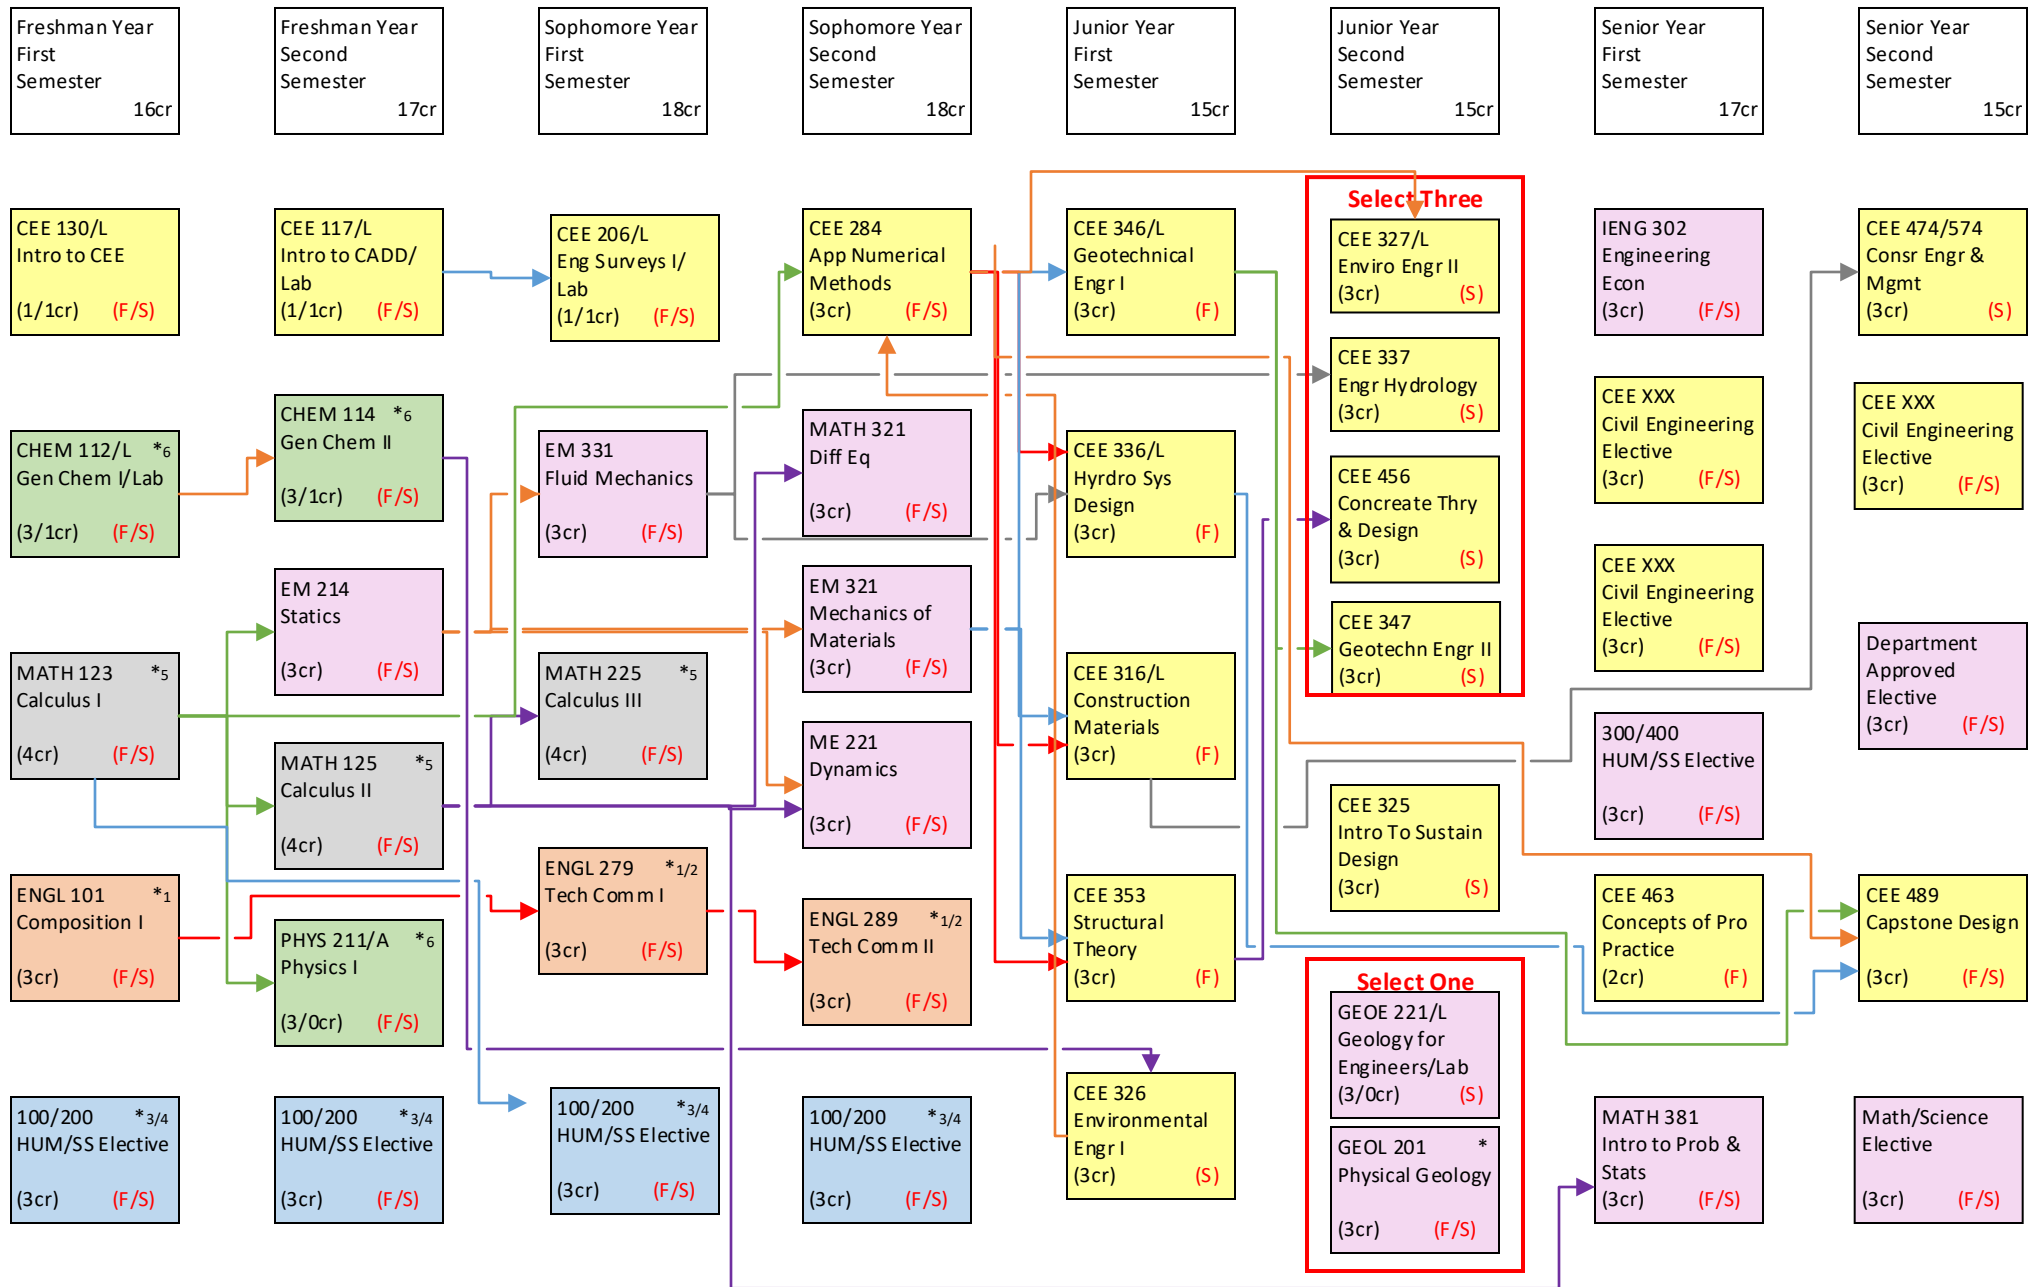 Freshman Year
First
Semester
16cr
Freshman Year
Second
Semester
17cr
Sophomore Year
First
Semester
18cr
Sophomore Year
Second
Semester
18cr
Junior Year
First
Semester
15cr
Junior Year
Second
Semester
15cr
Senior Year
First
Semester
17cr
Senior Year
Second
Semester
15cr
CEE 130/L
Intro to CEE
(1/1cr) (F/S)
CHEM 112/L *6
Gen Chem I/Lab
(3/1cr) (F/S)
MATH 123 *5
Calculus I
(4cr) (F/S)
ENGL 101 *1
Composition I
(3cr) (F/S)
100/200 *3/4
HUM/SS Elective
(3cr) (F/S)
CEE 117/L
Intro to CADD/
Lab
(1/1cr) (F/S)
CHEM 114 *6
Gen Chem II
(3/1cr) (F/S)
EM 214
Statics
(3cr) (F/S)
MATH 125 *5
Calculus II
(4cr) (F/S)
PHYS 211/A *6
Physics I
(3/0cr) (F/S)
100/200 *3/4
HUM/SS Elective
(3cr) (F/S)
CEE 206/L
Eng Surveys I/
Lab
(1/1cr) (F/S)
EM 331
Fluid Mechanics
(3cr) (F/S)
MATH 225 *5
Calculus III
(4cr) (F/S)
ENGL 279 *1/2
Tech Comm I
(3cr) (F/S)
100/200 *3/4
HUM/SS Elective
(3cr) (F/S)
CEE 284
App Numerical
Methods
(3cr) (F/S)
MATH 321
Diff Eq
(3cr) (F/S)
EM 321
Mechanics of
Materials
(3cr) (F/S)
ME 221
Dynamics
(3cr) (F/S)
ENGL 289 *1/2
Tech Comm II
(3cr) (F/S)
100/200 *3/4
HUM/SS Elective
(3cr) (F/S)
CEE 346/L
Geotechnical
Engr I
(3cr) (F)
CEE 336/L
Hyrdro Sys
Design
(3cr) (F)
CEE 316/L
Construction
Materials
(3cr) (F)
CEE 353
Structural
Theory
(3cr) (F)
CEE 326
Environmental
Engr I
(3cr) (S)
Select Three
CEE 327/L
Enviro Engr II
(3cr) (S)
CEE 337
Engr Hydrology
(3cr) (S)
CEE 456
Concreate Thry
& Design
(3cr) (S)
CEE 347
Geotechn Engr II
(3cr) (S)
CEE 325
Intro To Sustain
Design
(3cr) (S)
Select One
GEOE 221/L
Geology for
Engineers/Lab
(3/0cr) (S)
GEOL 201 *
Physical Geology
(3cr) (F/S)
IENG 302
Engineering
Econ
(3cr) (F/S)
CEE XXX
Civil Engineering
Elective
(3cr) (F/S)
CEE XXX
Civil Engineering
Elective
(3cr) (F/S)
300/400
HUM/SS Elective
(3cr) (F/S)
CEE 463
Concepts of Pro
Practice
(2cr) (F)
MATH 381
Intro to Prob &
Stats
(3cr) (F/S)
CEE 474/574
Consr Engr &
Mgmt
(3cr) (S)
CEE XXX
Civil Engineering
Elective
(3cr) (F/S)
Department
Approved
Elective
(3cr) (F/S)
CEE 489
Capstone Design
(3cr) (F/S)
Math/Science
Elective
(3cr) (F/S)